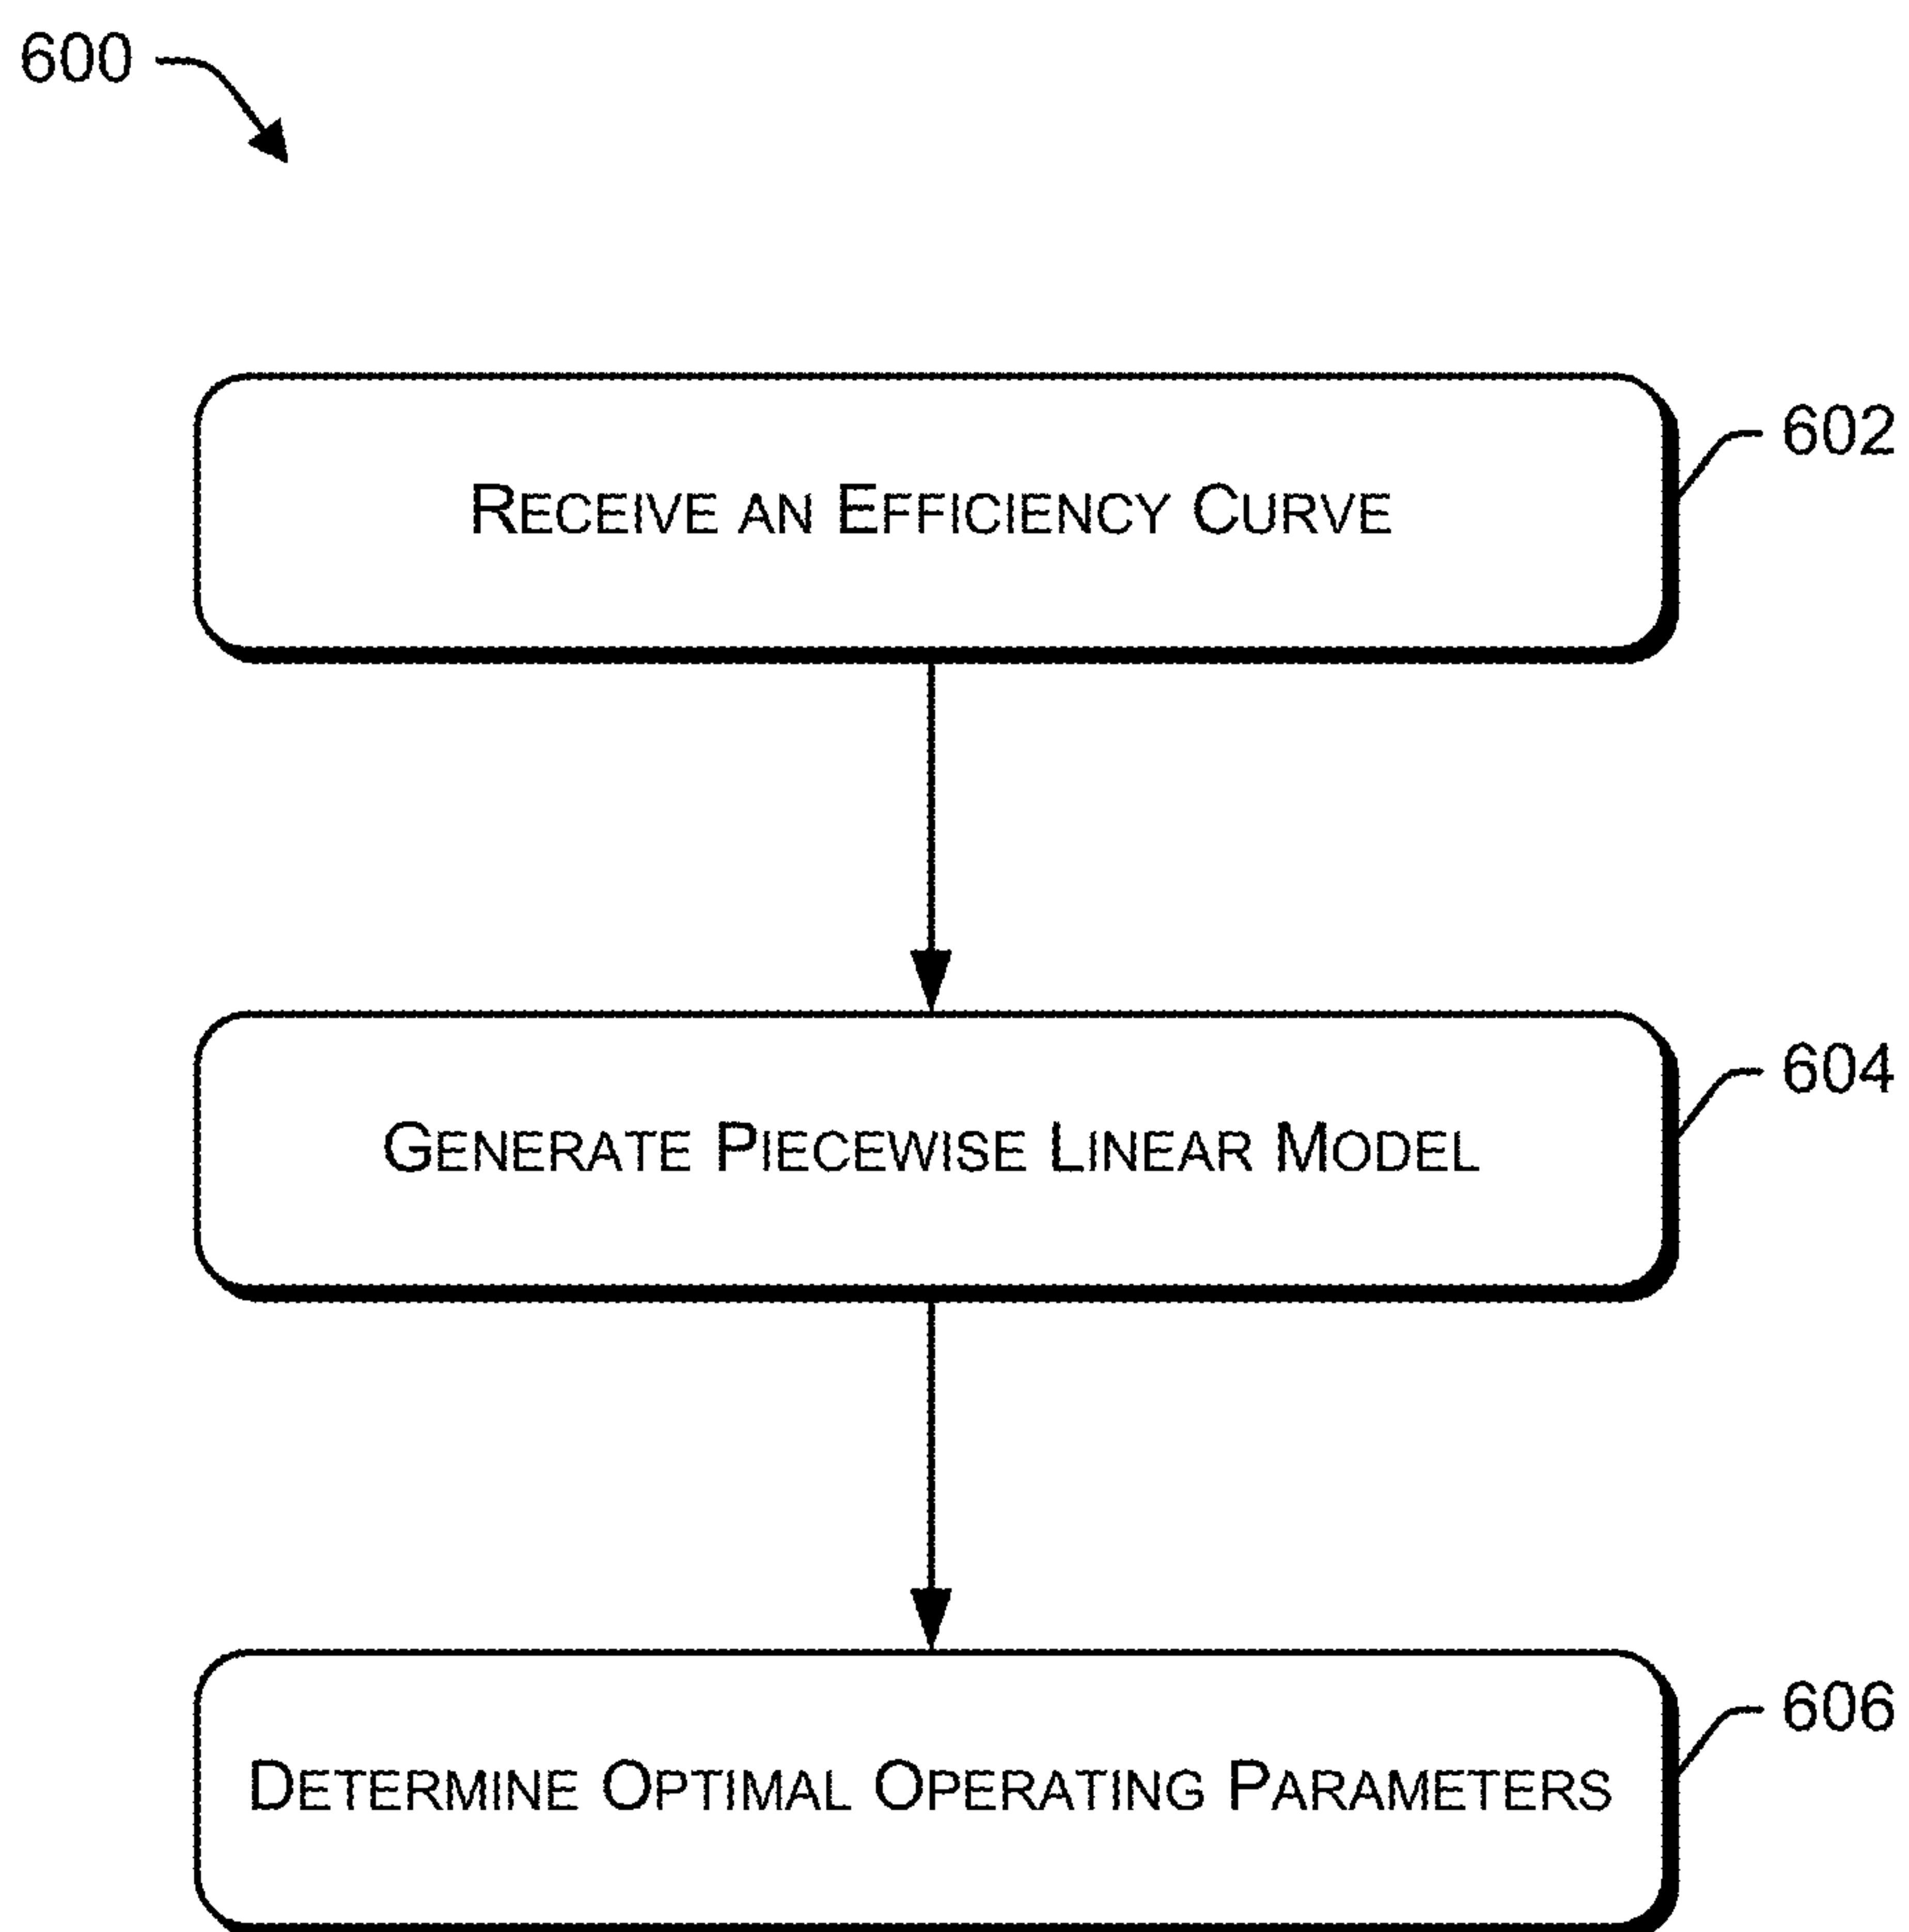 600
602
RECEIVE AN EFFICIENCY CURVE
604
GENERATE PIECEWISE LINEAR MODEL
606
DETERMINE OPTIMAL OPERATING PARAMETERS